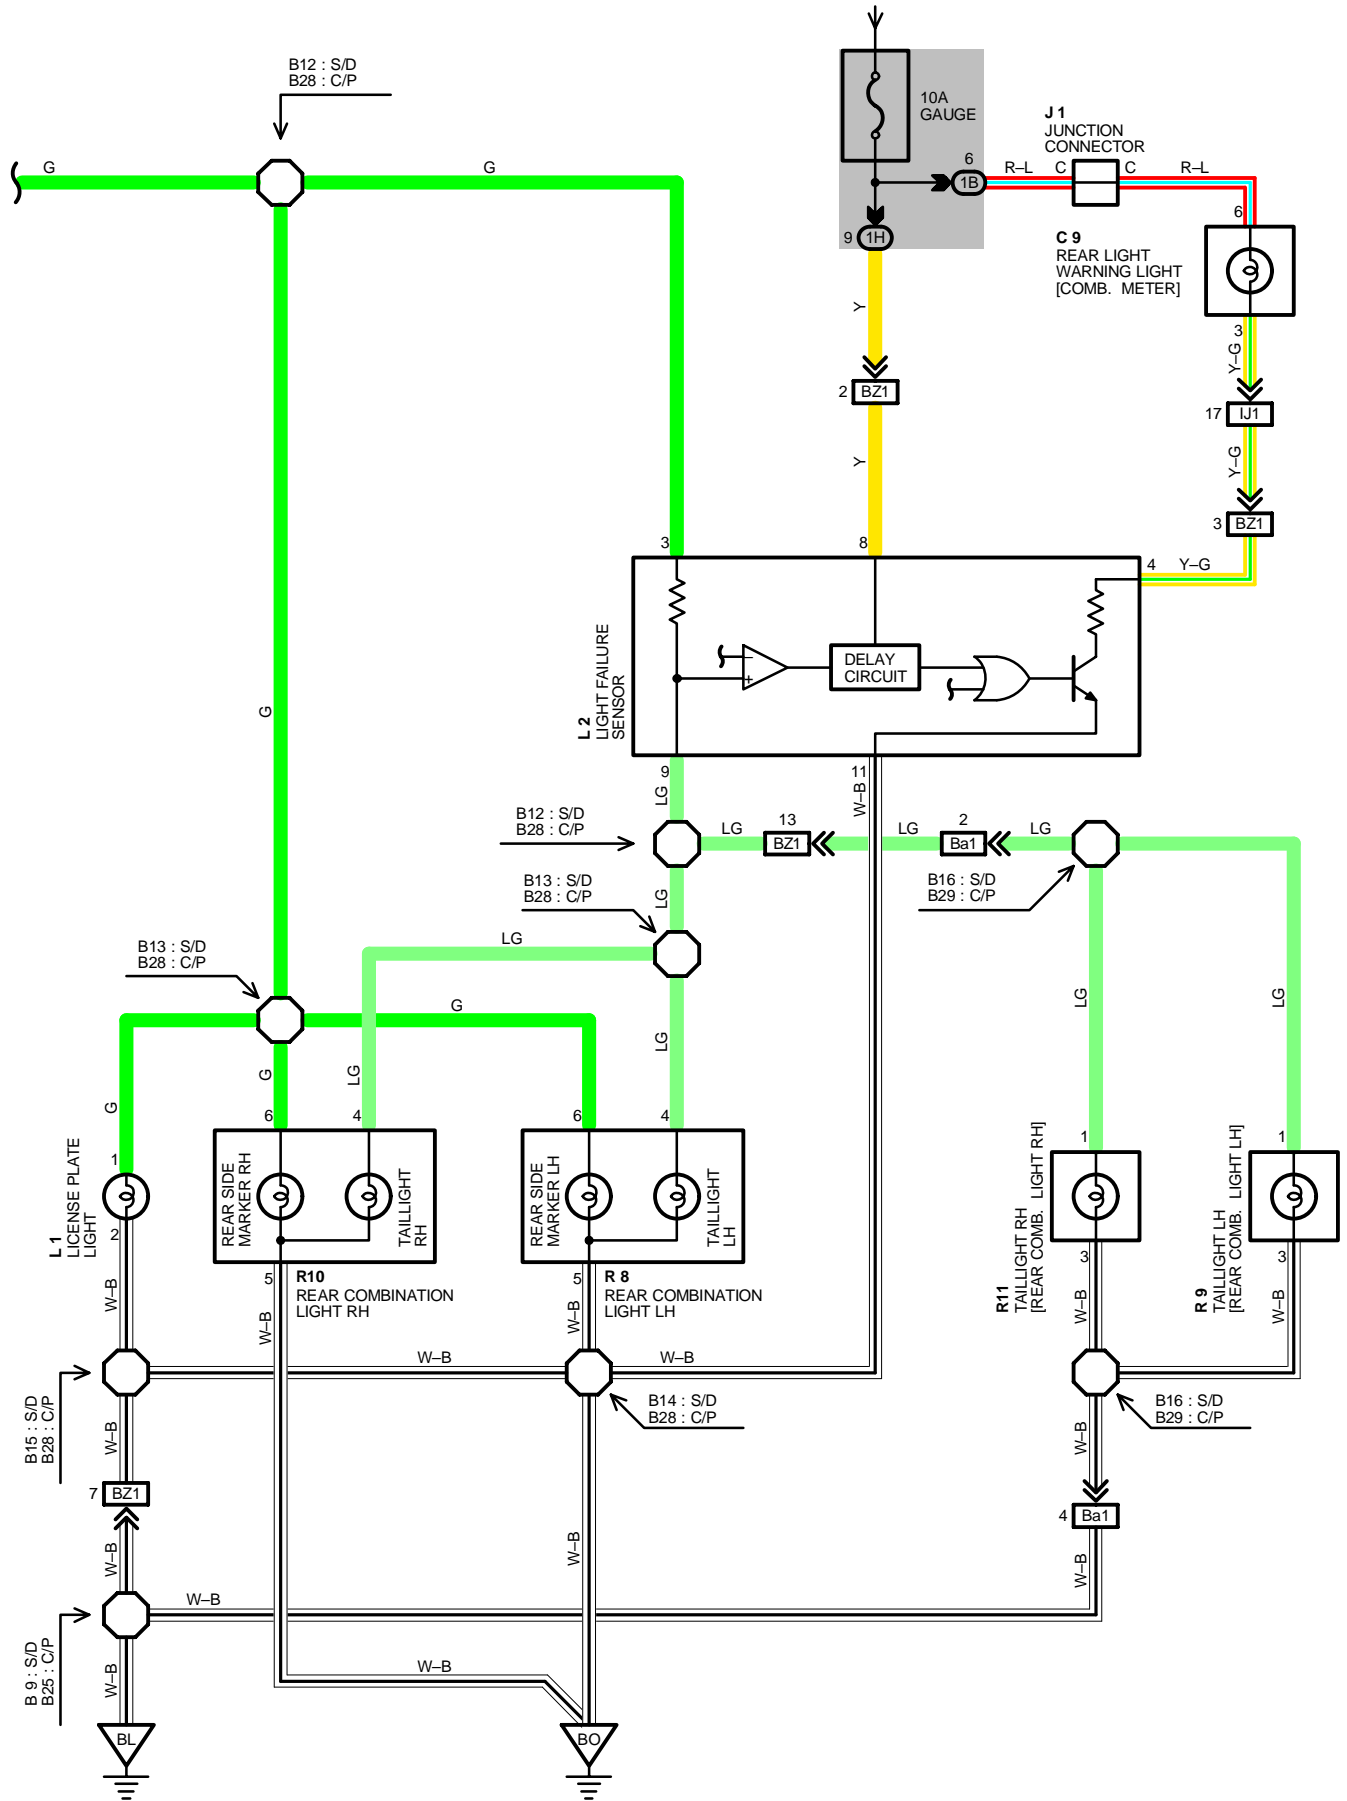 B12 : S/D
B28 : C/P
G
G
10A
GAUGE
6
1B
9
1H
J 1
JUNCTION
CONNECTOR
R–L
C
C
R–L
6
C 9
REAR LIGHT
WARNING LIGHT
[COMB. METER]
3
Y–G
17
IJ1
Y–G
3
BZ1
Y
2
BZ1
Y
3
8
4
Y–G
L 2
LIGHT FAILURE
SENSOR
–
+
DELAY
CIRCUIT
G
9
LG
11
W–B
B12 : S/D
B28 : C/P
LG
13
BZ1
LG
2
Ba1
LG
B13 : S/D
B28 : C/P
LG
B16 : S/D
B29 : C/P
B13 : S/D
B28 : C/P
LG
G
LG
LG
LG
G
G
LG
1
6
4
6
4
1
1
L 1
LICENSE PLATE
LIGHT
2
REAR SIDE
MARKER RH
TAILLIGHT
RH
REAR SIDE
MARKER LH
TAILLIGHT
LH
R11
TAILLIGHT RH
[REAR COMB. LIGHT RH]
3
R 9
TAILLIGHT LH
[REAR COMB. LIGHT LH]
3
5
R10
REAR COMBINATION
LIGHT RH
5
R 8
REAR COMBINATION
LIGHT LH
W–B
W–B
W–B
W–B
W–B
W–B
W–B
B15 : S/D
B28 : C/P
W–B
B14 : S/D
B28 : C/P
W–B
B16 : S/D
B29 : C/P
7
BZ1
4
Ba1
W–B
W–B
W–B
W–B
B 9 : S/D
B25 : C/P
W–B
W–B
BL
BO